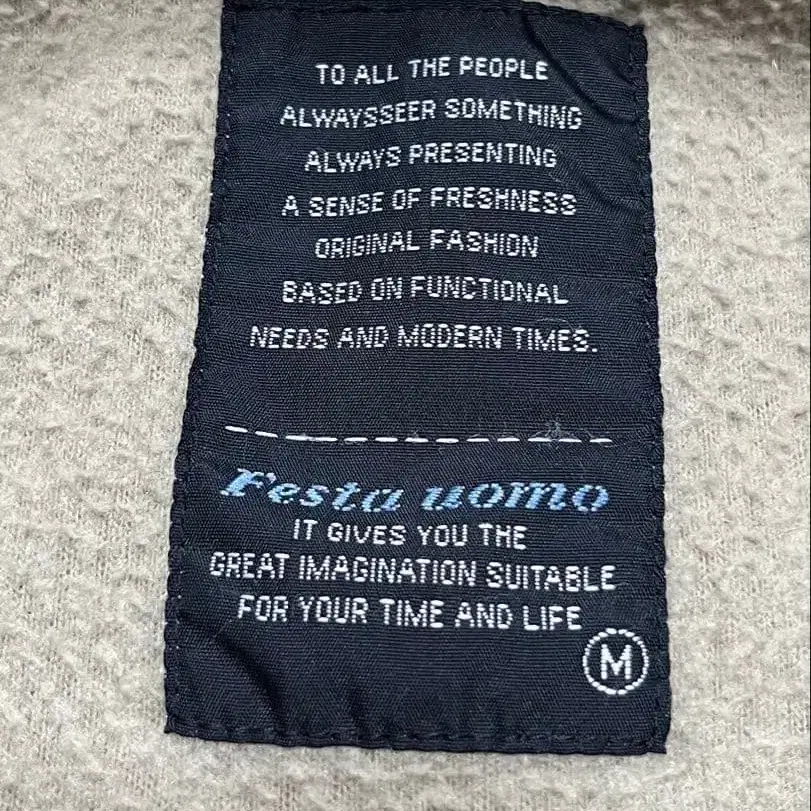 TO ALL THE PEOPLE
ALWAYSSEER SOMETHING
ALWAYS PRESENTING
A SENSE OF FRESHNESS
ORIGINAL FASHION
BASED ON FUNCTIONAL
NEEDS AND MODERN TIMES.
Festa uomo
IT GIVES YOU THE
GREAT IMAGINATION SUITABLE
FOR YOUR TIME AND LIFE
M